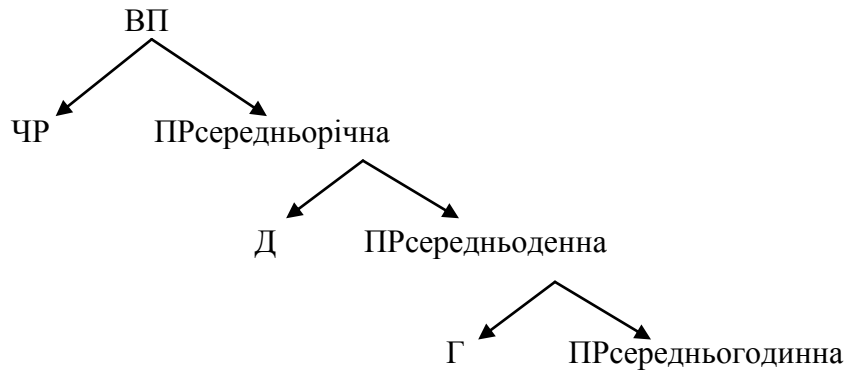 ВП
ЧР ПРсередньорічна
Д ПРсередньоденна
Г ПРсередньогодинна